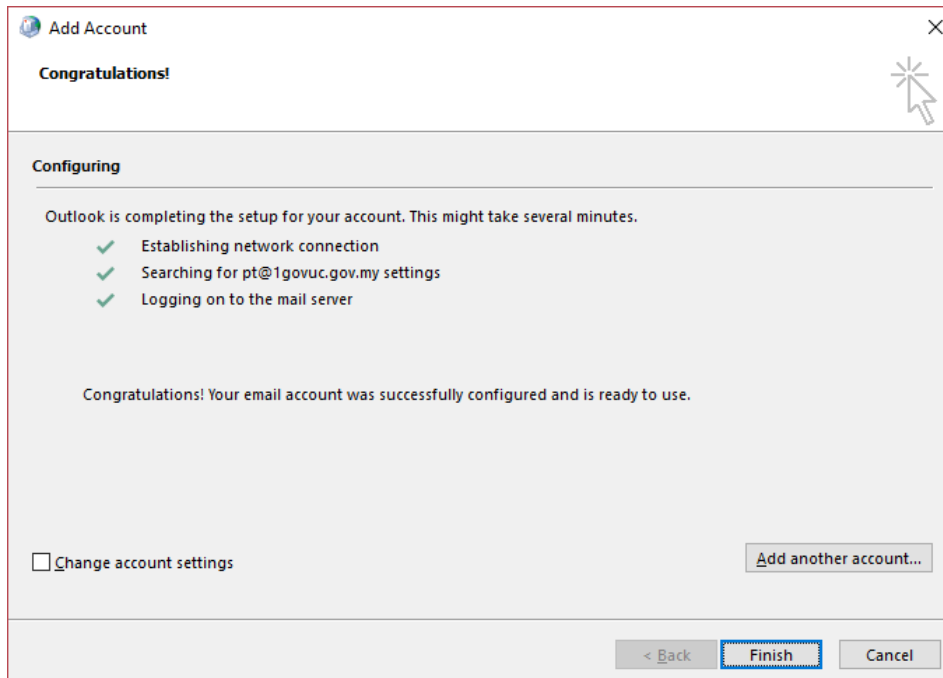 Add Account
Congratulations!
Configuring
Outlook is completing the setup for your account. This might take several minutes.
Establishing network connection
Searching for pt@1govuc.gov.my settings
Logging on to the mail server
Congratulations! Your email account was successfully configured and is ready to use.
Change account settings
Add another account...
< Back
Finish
Cancel